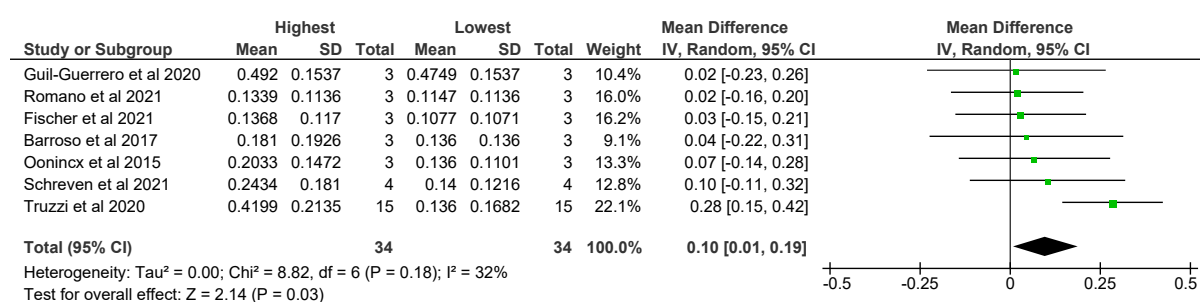 Highest Lowest Mean Difference Mean Difference
Study or Subgroup Mean SD Total Mean SD Total Weight IV, Random, 95% CI IV, Random, 95% CI
Guil-Guerrero et al 2020 0.492 0.1537 3 0.4749 0.1537 3 10.4% 0.02 [-0.23, 0.26]
Romano et al 2021 0.1339 0.1136 3 0.1147 0.1136 3 16.0% 0.02 [-0.16, 0.20]
Fischer et al 2021 0.1368 0.117 3 0.1077 0.1071 3 16.2% 0.03 [-0.15, 0.21]
Barroso et al 2017 0.181 0.1926 3 0.136 0.136 3 9.1% 0.04 [-0.22, 0.31]
Oonincx et al 2015 0.2033 0.1472 3 0.136 0.1101 3 13.3% 0.07 [-0.14, 0.28]
Schreven et al 2021 0.2434 0.181 4 0.14 0.1216 4 12.8% 0.10 [-0.11, 0.32]
Truzzi et al 2020 0.4199 0.2135 15 0.136 0.1682 15 22.1% 0.28 [0.15, 0.42]
Total (95% CI) 34 34 100.0% 0.10 [0.01, 0.19]
Heterogeneity: Tau² = 0.00; Chi² = 8.82, df = 6 (P = 0.18); I² = 32%
Test for overall effect: Z = 2.14 (P = 0.03)
-0.5 -0.25 0 0.25 0.5